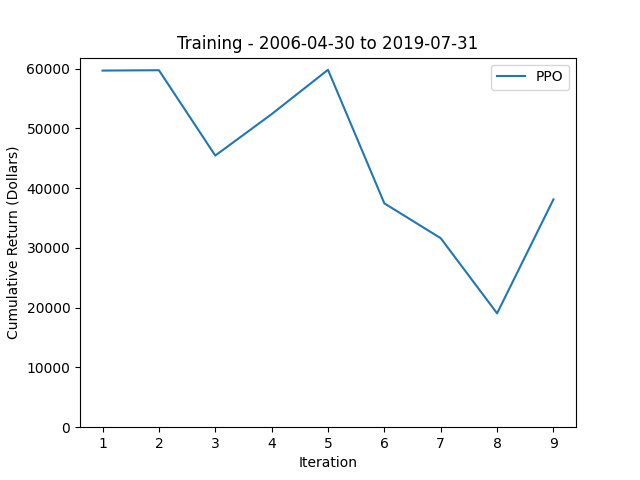 Training - 2006-04-30 to 2019-07-31
PPO
Cumulative Return (Dollars)
60000
50000
40000
30000
20000
10000
0
1 2 3 4 5 6 7 8 9
Iteration